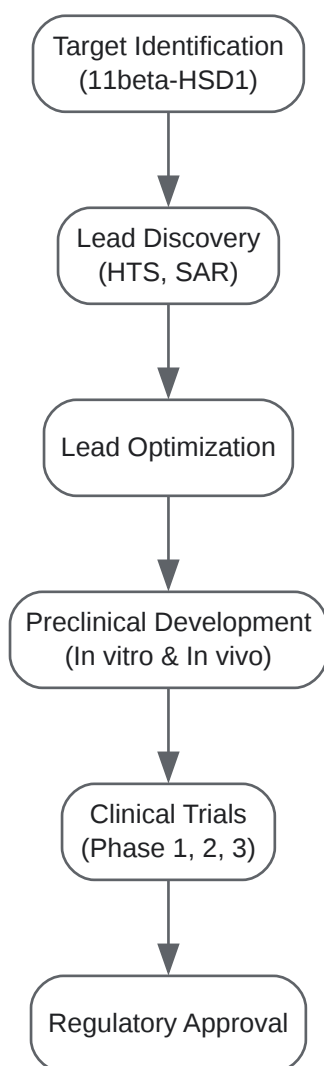 Target Identification
(11beta-HSD1)
Lead Discovery
(HTS, SAR)
Lead Optimization
Preclinical Development
(In vitro & In vivo)
Clinical Trials
(Phase 1, 2, 3)
Regulatory Approval